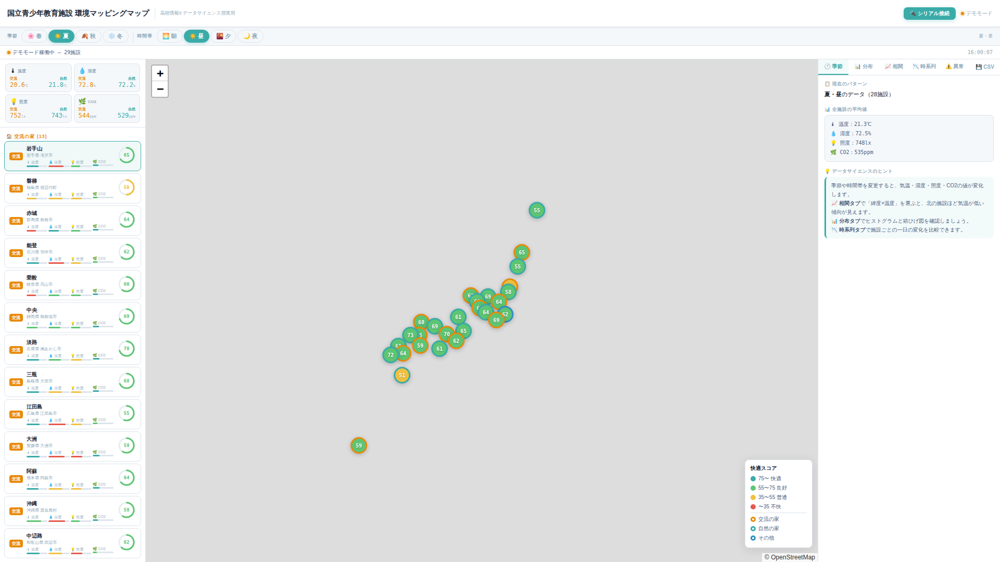 国立青少年教育施設 環境マッピングマップ
高校情報II データサイエンス授業用
🔌 シリアル接続
デモモード
季節
🌸 春
☀️ 夏
🍂 秋
❄️ 冬
時間帯
🌅 朝
☀️ 昼
🌇 夕
🌙 夜
夏・昼
デモモード稼働中 — 29施設
16:00:07
🌡 温度
交流 自然
20.6℃ 21.8℃
💧 湿度
交流 自然
72.8% 72.2%
💡 照度
交流 自然
752lx 743lx
🌿 CO2
交流 自然
544ppm 529ppm
🏠 交流の家 (13)
交流
岩手山
岩手県 滝沢市
🌡 温度 💧 湿度 💡 照度 🌿 CO2
65
交流
磐梯
福島県 猪苗代町
🌡 温度 💧 湿度 💡 照度 🌿 CO2
50
交流
赤城
群馬県 前橋市
🌡 温度 💧 湿度 💡 照度 🌿 CO2
64
交流
能登
石川県 羽咋市
🌡 温度 💧 湿度 💡 照度 🌿 CO2
62
交流
乗鞍
岐阜県 高山市
🌡 温度 💧 湿度 💡 照度 🌿 CO2
60
交流
中央
静岡県 御殿場市
🌡 温度 💧 湿度 💡 照度 🌿 CO2
69
交流
淡路
兵庫県 南あわじ市
🌡 温度 💧 湿度 💡 照度 🌿 CO2
70
交流
三瓶
島根県 大田市
🌡 温度 💧 湿度 💡 照度 🌿 CO2
68
交流
江田島
広島県 江田島市
🌡 温度 💧 湿度 💡 照度 🌿 CO2
55
交流
大洲
愛媛県 大洲市
🌡 温度 💧 湿度 💡 照度 🌿 CO2
59
交流
阿蘇
熊本県 阿蘇市
🌡 温度 💧 湿度 💡 照度 🌿 CO2
64
交流
沖縄
沖縄県 渡嘉敷村
🌡 温度 💧 湿度 💡 照度 🌿 CO2
59
交流
中辺路
和歌山県 田辺市
🌡 温度 💧 湿度 💡 照度 🌿 CO2
62
+
−
55
65
55
58
69
64
64
62
69
61
68
69
65
70
73
62
59
61
72
64
51
59
快適スコア
75〜 快適
55〜75 良好
35〜55 普通
〜35 不快
交流の家
自然の家
その他
© OpenStreetMap
🕐 季節
📊 分布
📈 相関
📉 時系列
⚠️ 異常
💾 CSV
📋 現在のパターン
夏・昼のデータ（28施設）
📊 全施設の平均値
🌡 温度：21.3℃
💧 湿度：72.5%
💡 照度：748lx
🌿 CO2：535ppm
💡 データサイエンスのヒント
季節や時間帯を変更すると、気温・湿度・照度・CO2の値が変化
します。
📈 相関タブで「緯度×温度」を選ぶと、北の施設ほど気温が低い
傾向が見えます。
📊 分布タブでヒストグラムと箱ひげ図を確認しましょう。
📉 時系列タブで施設ごとの一日の変化を比較できます。